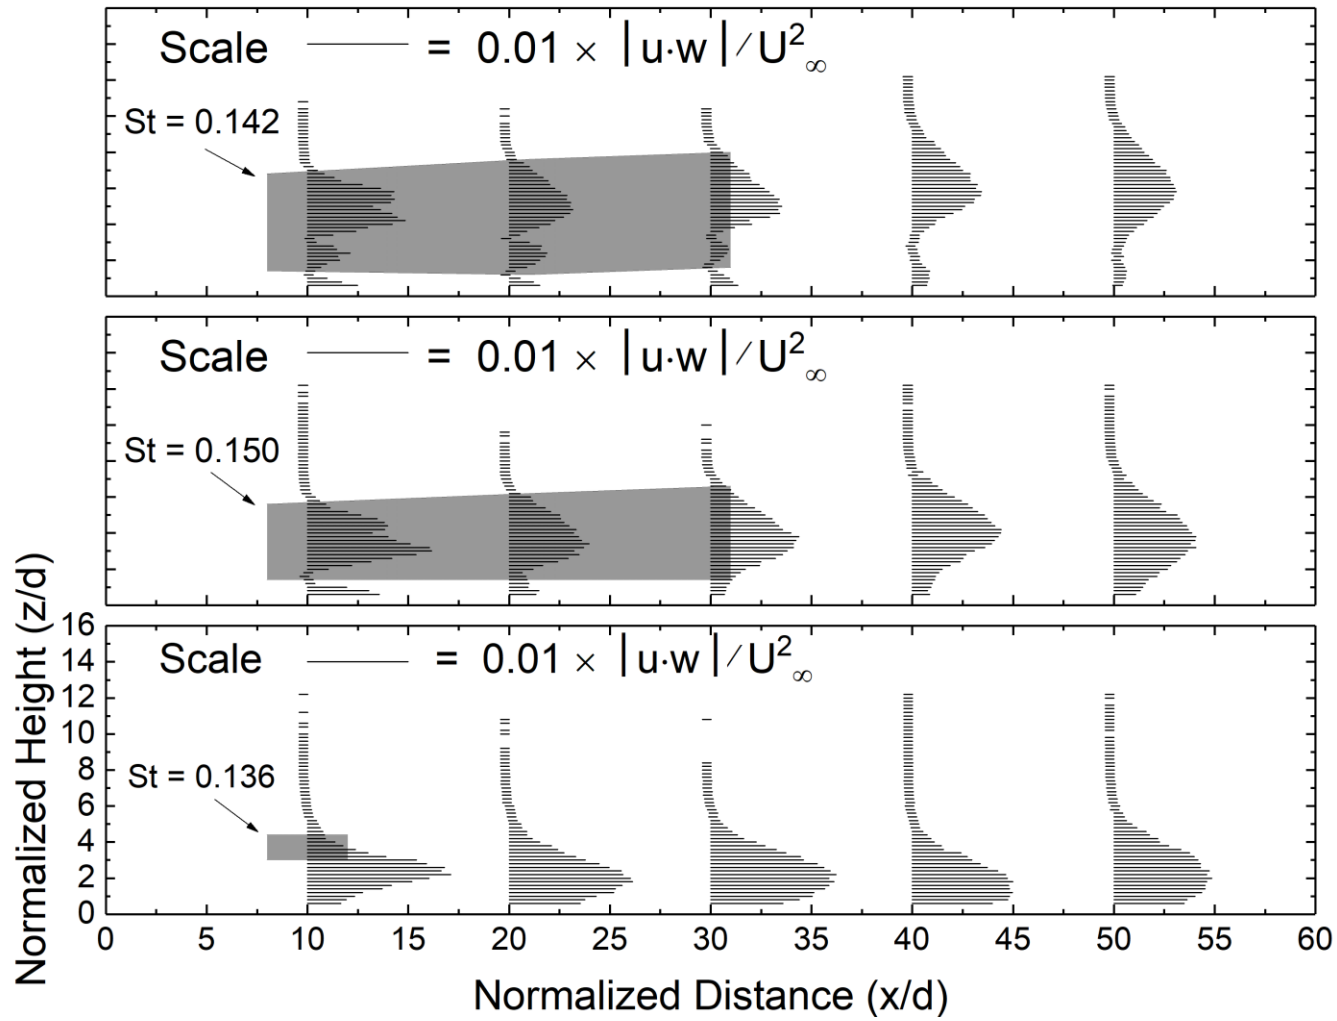 Scale = 0.01 × |u·w|/U²∞
St = 0.142
Scale = 0.01 × |u·w|/U²∞
St = 0.150
Scale = 0.01 × |u·w|/U²∞
St = 0.136
Normalized Height (z/d)
16
14
12
10
8
6
4
2
0
0 5 10 15 20 25 30 35 40 45 50 55 60
Normalized Distance (x/d)